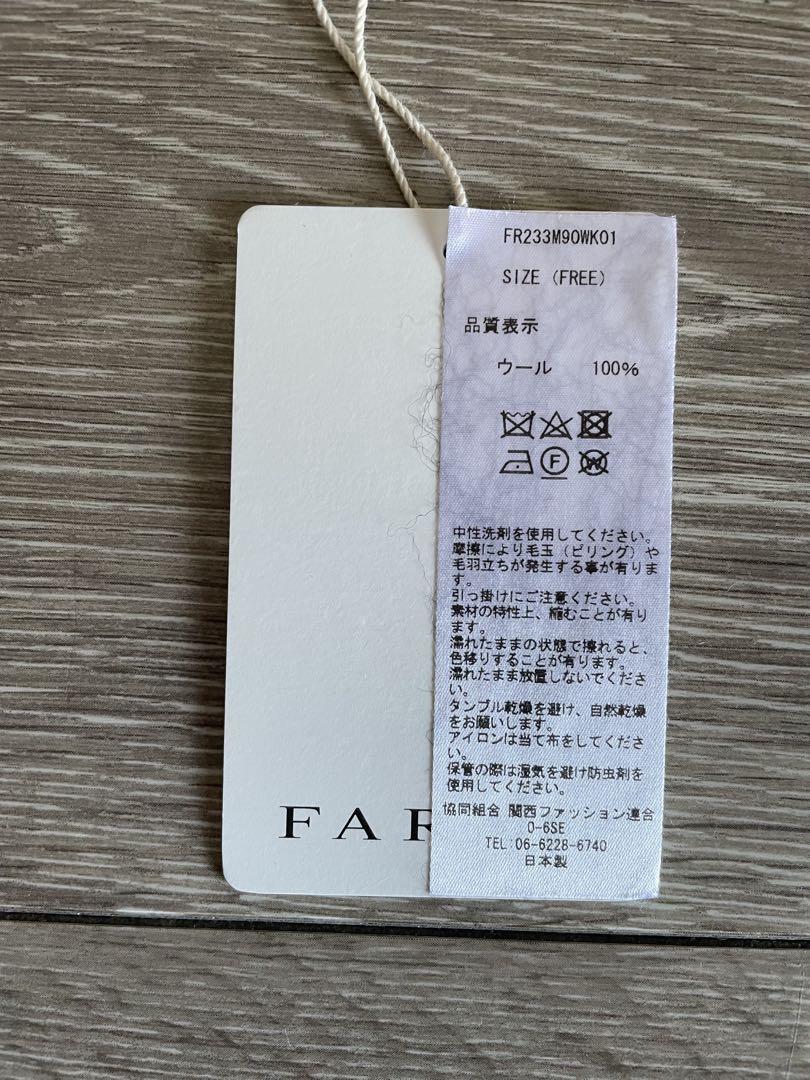 FR233M90WK01
SIZE (FREE)
品質表示
ウール 100%
中性洗剤を使用してください。
摩擦により毛玉(ピリング)や
毛羽立ちが発生する事が有りま
す。
引っ掛けにご注意ください。
素材の特性上、縮むことが有り
ます。
濡れたままの状態で擦れると、
色移りすることが有ります。
濡れたまま放置しないでくださ
い。
タンブル乾燥を避け、自然乾燥
をお願いします。
アイロンは当て布をしてくださ
い。
保管の際は湿気を避け防虫剤を
使用してください。
協同組合 関西ファッション連合
0-6SE
TEL:06-6228-6740
日本製
FAR